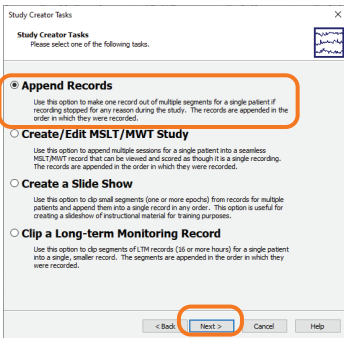 Study Creator Tasks
Study Creator Tasks
Please select one of the following tasks.
Append Records
Use this option to make one record out of multiple segments for a single patient if
recording stopped for any reason during the study. The records are appended in the
order in which they were recorded.
Create/Edit MSLT/MWT Study
Use this option to append multiple sessions for a patient into a seamless
MSLT/MWT record that can be viewed and scored as though it is a single recording.
The records are appended in the order in which they were recorded.
Create a Slide Show
Use this option to clip small segments (one or more epochs) from records for multiple
patients and append them into a single record in any order. This option is useful for
creating a slideshow of instructional material for training purposes.
Clip a Long-term Monitoring Record
Use this option to clip segments of LTM records (16 or more hours) for a single patient
into a single, smaller record. The segments are appended in the order in which they
were recorded.
< Back Next > Cancel Help